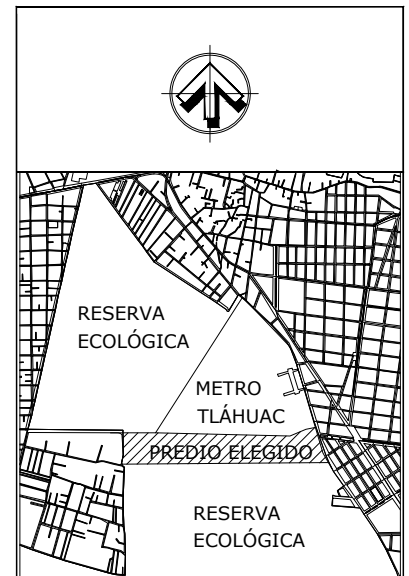 RESERVA
ECOLÓGICA
METRO
TLÁHUAC
PREDIO ELEGIDO
RESERVA
ECOLÓGICA